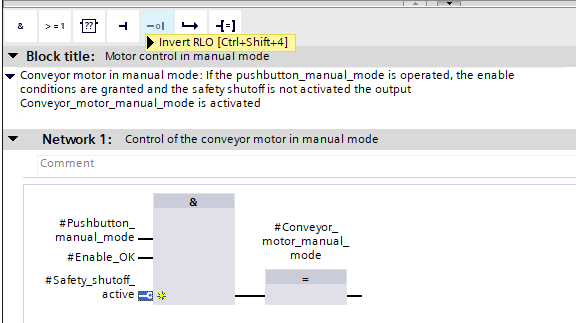 & >=1 ??
Invert RLO [Ctrl+Shift+4]
Block title: Motor control in manual mode
Conveyor motor in manual mode: If the pushbutton_manual_mode is operated, the enable
conditions are granted and the safety shutoff is not activated the output
Conveyor_motor_manual_mode is activated
Network 1: Control of the conveyor motor in manual mode
Comment
&
#Pushbutton_
manual_mode
#Enable_OK
#Safety_shutoff_
active
#Conveyor_
motor_manual_
mode
=